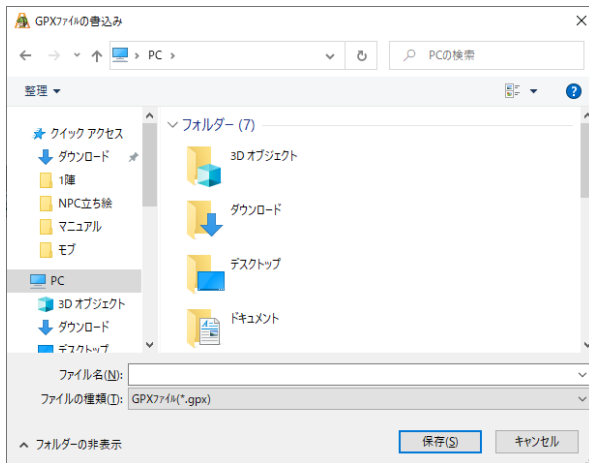 GPXﾌｧｲﾙの書込み
PC
PCの検索
整理
クイック アクセス
ダウンロード
1陣
NPC立ち絵
マニュアル
モブ
PC
3D オブジェクト
ダウンロード
デスクトップ
フォルダー (7)
3D オブジェクト
ダウンロード
デスクトップ
ドキュメント
ファイル名(N):
ファイルの種類(T): GPXﾌｧｲﾙ(*.gpx)
フォルダーの非表示
保存(S)
キャンセル